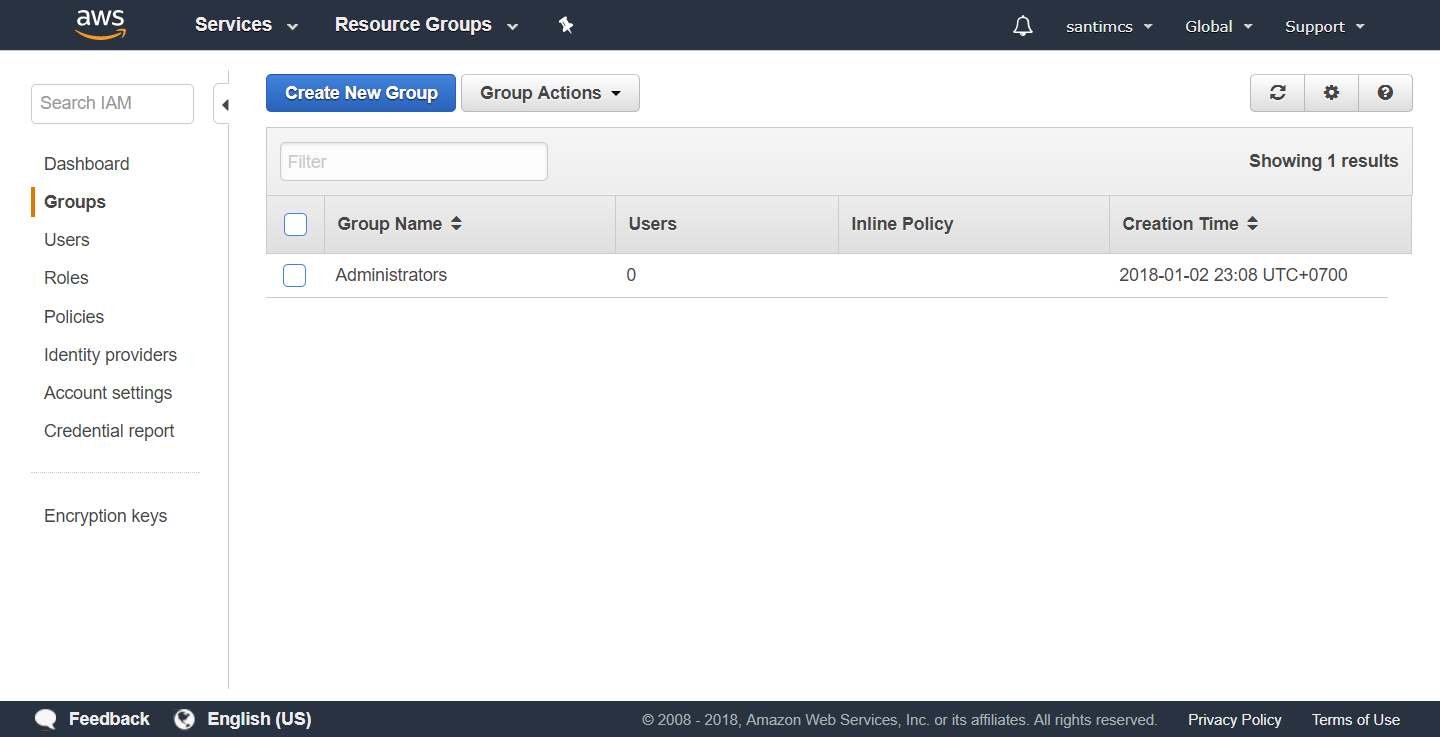 aws Services Resource Groups santimcs Global Support
Search IAM
Dashboard
Groups
Users
Roles
Policies
Identity providers
Account settings
Credential report
Encryption keys
Create New Group Group Actions
Filter Showing 1 results
Group Name Users Inline Policy Creation Time
Administrators 0 2018-01-02 23:08 UTC+0700
Feedback English (US) © 2008 - 2018, Amazon Web Services, Inc. or its affiliates. All rights reserved. Privacy Policy Terms of Use